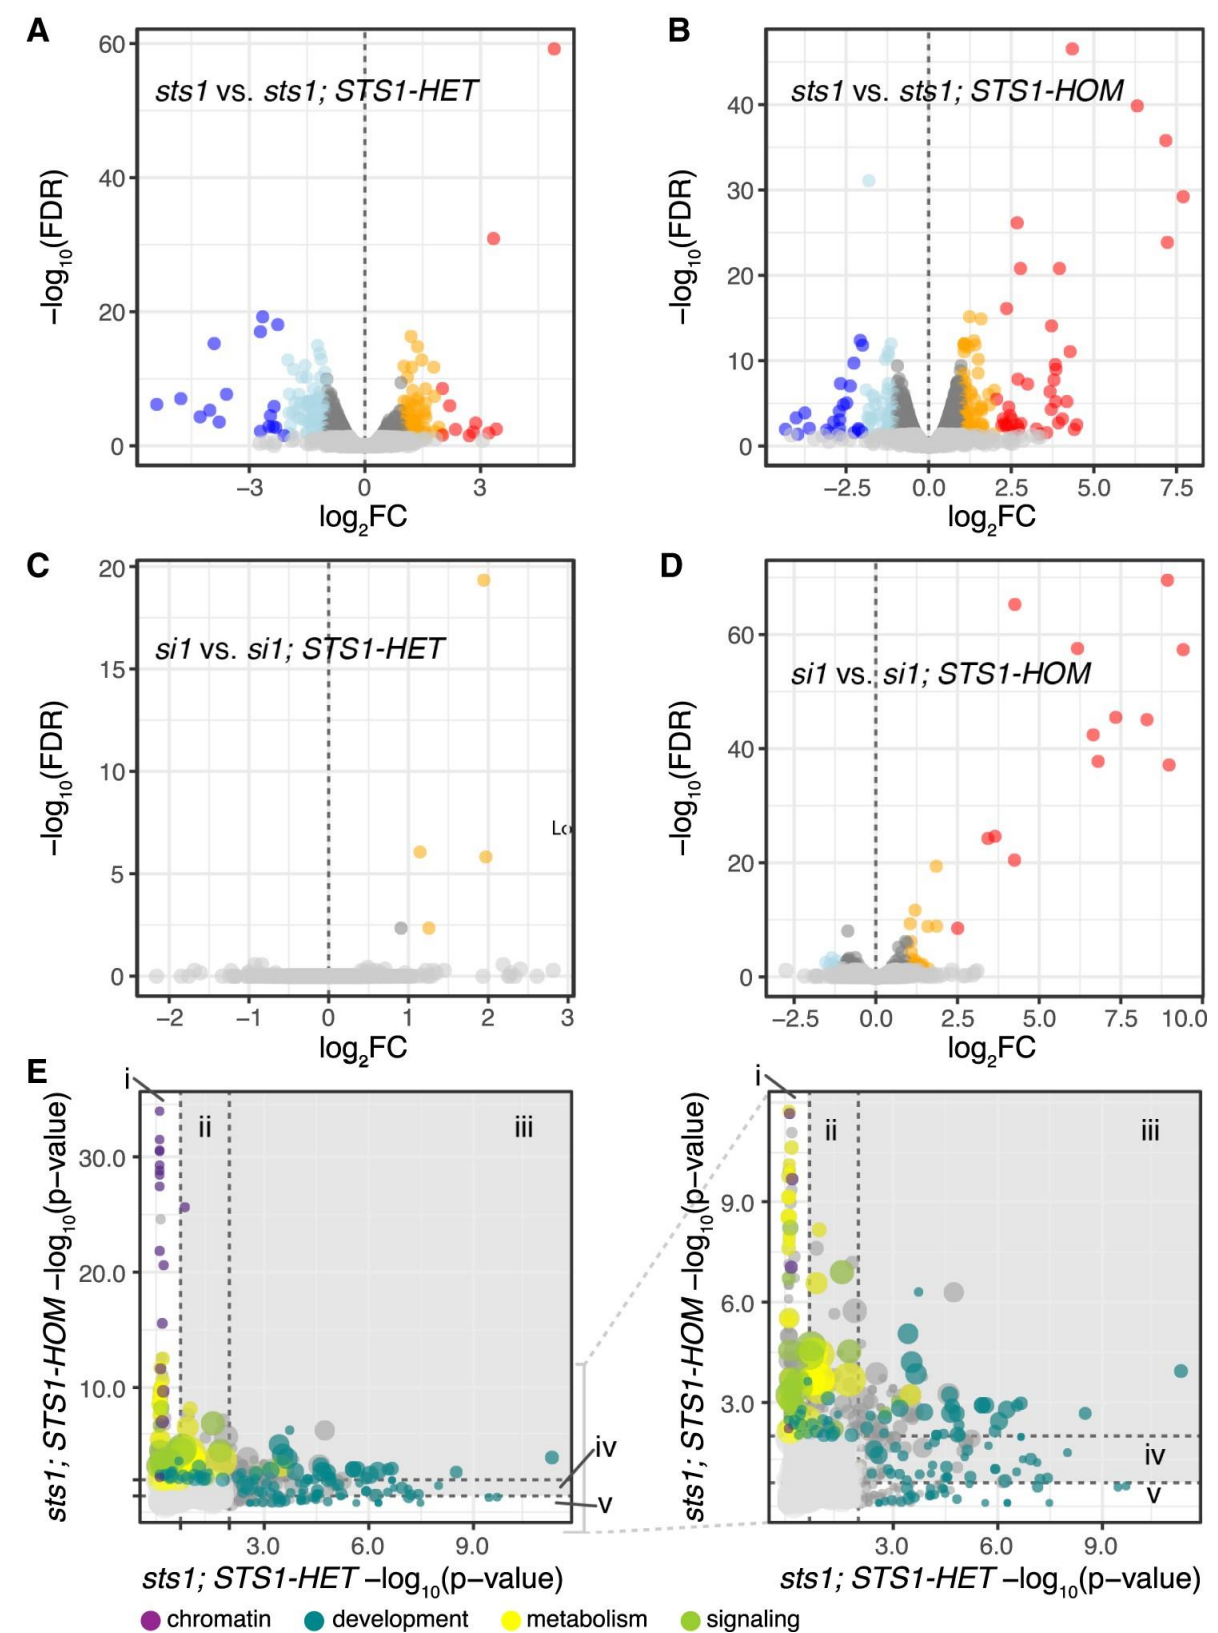 A
sts1 vs. sts1; STS1-HET
−log10(FDR)
60
40
20
0
−3
0
3
log2FC
B
sts1 vs. sts1; STS1-HOM
−log10(FDR)
40
30
20
10
0
−2.5
0.0
2.5
5.0
7.5
log2FC
C
si1 vs. si1; STS1-HET
−log10(FDR)
20
15
10
5
0
Lo
−2
−1
0
1
2
3
log2FC
D
si1 vs. si1; STS1-HOM
−log10(FDR)
60
40
20
0
−2.5
0.0
2.5
5.0
7.5
10.0
log2FC
E
i
ii
iii
iv
v
sts1; STS1-HOM −log10(p−value)
30.0
20.0
10.0
3.0
6.0
9.0
sts1; STS1-HET −log10(p−value)
i
ii
iii
iv
v
sts1; STS1-HOM −log10(p−value)
9.0
6.0
3.0
3.0
6.0
9.0
sts1; STS1-HET −log10(p−value)
chromatin
development
metabolism
signaling